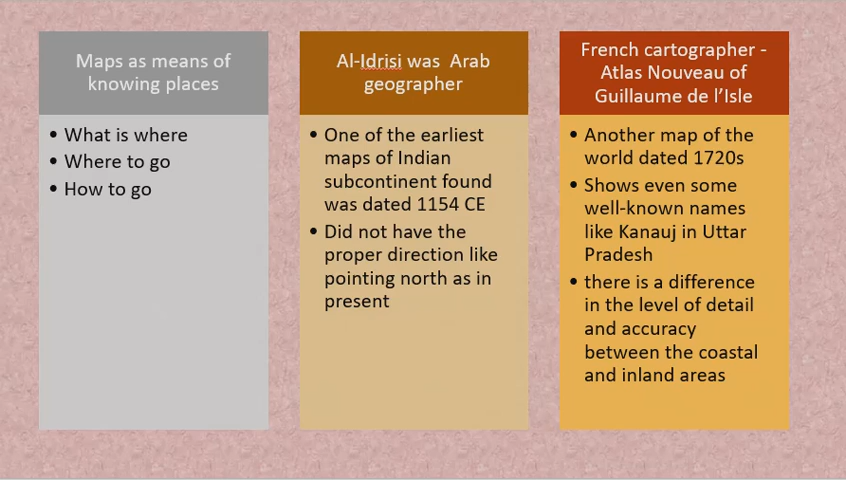 Maps as means of
knowing places
• What is where
• Where to go
• How to go
Al-Idrisi was  Arab
geographer
• One of the earliest
maps of Indian
subcontinent found
was dated 1154 CE
• Did not have the
proper direction like
pointing north as in
present
French cartographer -
Atlas Nouveau of
Guillaume de l’Isle
• Another map of the
world dated 1720s
• Shows even some
well-known names
like Kanauj in Uttar
Pradesh
• there is a difference
in the level of detail
and accuracy
between the coastal
and inland areas